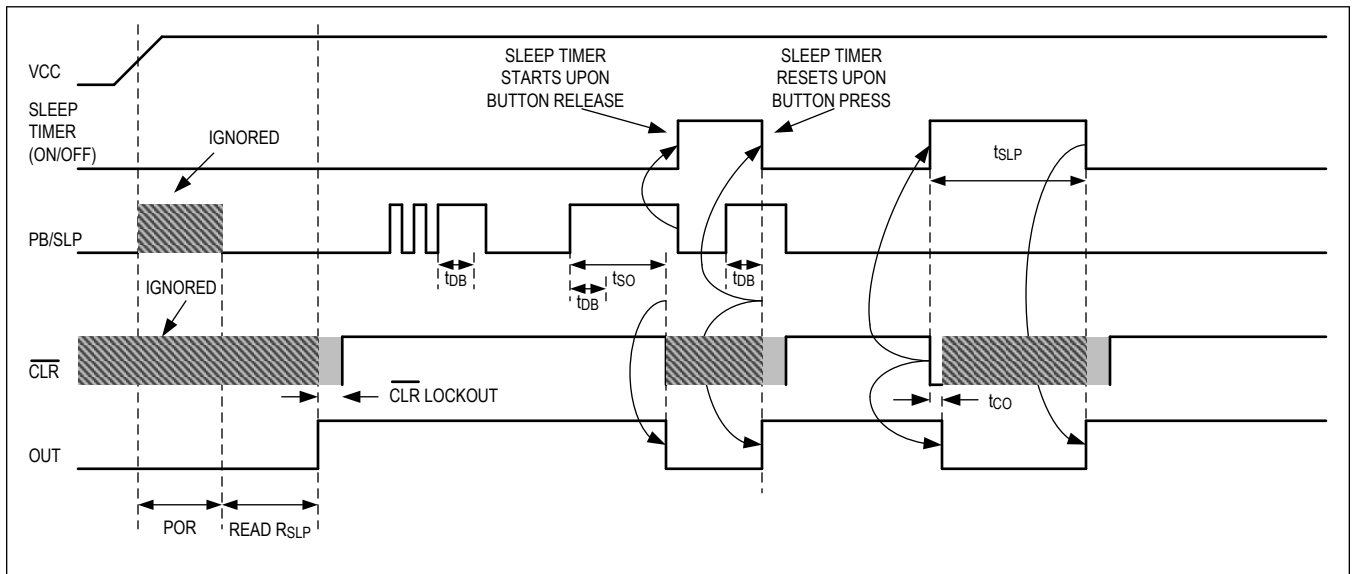 VCC
SLEEP
TIMER
(ON/OFF)
IGNORED
SLEEP TIMER
STARTS UPON
BUTTON RELEASE
SLEEP TIMER
RESETS UPON
BUTTON PRESS
tSLP
PB/SLP
tDB
tSO
tDB
tDB
IGNORED
CLR
CLR LOCKOUT
tCO
OUT
POR
READ RSLP